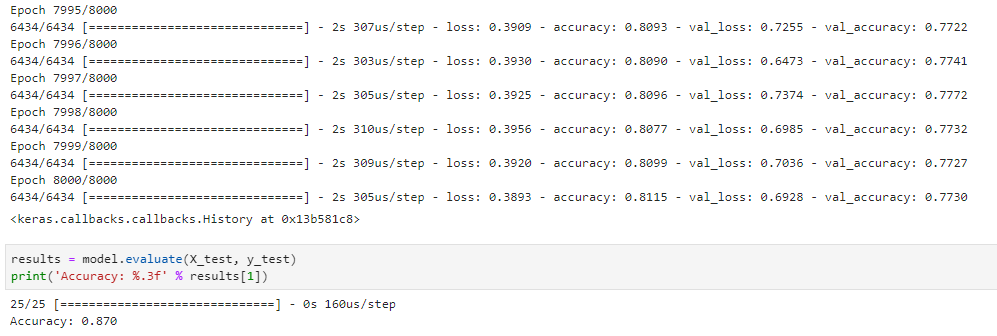 Epoch 7995/8000
6434/6434 [==============================] - 2s 307us/step - loss: 0.3909 - accuracy: 0.8093 - val_loss: 0.7255 - val_accuracy: 0.7722
Epoch 7996/8000
6434/6434 [==============================] - 2s 303us/step - loss: 0.3930 - accuracy: 0.8090 - val_loss: 0.6473 - val_accuracy: 0.7741
Epoch 7997/8000
6434/6434 [==============================] - 2s 305us/step - loss: 0.3925 - accuracy: 0.8096 - val_loss: 0.7374 - val_accuracy: 0.7772
Epoch 7998/8000
6434/6434 [==============================] - 2s 310us/step - loss: 0.3956 - accuracy: 0.8077 - val_loss: 0.6985 - val_accuracy: 0.7732
Epoch 7999/8000
6434/6434 [==============================] - 2s 309us/step - loss: 0.3920 - accuracy: 0.8099 - val_loss: 0.7036 - val_accuracy: 0.7727
Epoch 8000/8000
6434/6434 [==============================] - 2s 305us/step - loss: 0.3893 - accuracy: 0.8115 - val_loss: 0.6928 - val_accuracy: 0.7730
<keras.callbacks.callbacks.History at 0x13b581c8>
results = model.evaluate(X_test, y_test)
print('Accuracy: %.3f' % results[1])
25/25 [==============================] - 0s 160us/step
Accuracy: 0.870